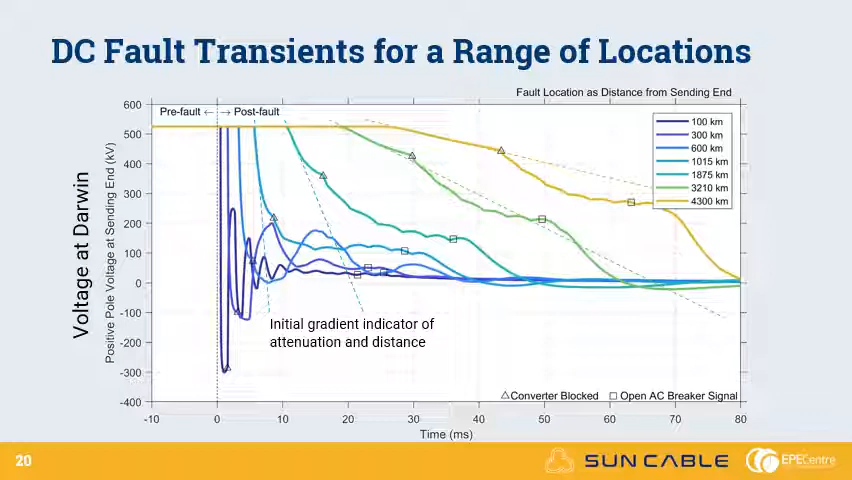 DC Fault Transients for a Range of Locations
Fault Location as Distance from Sending End
Pre-fault ← → Post-fault
600
500
400
300
200
100
0
-100
-200
-300
-400
Voltage at Darwin
Positive Pole Voltage at Sending End (kV)
100 km
300 km
600 km
1015 km
1875 km
3210 km
4300 km
Initial gradient indicator of
attenuation and distance
△Converter Blocked □ Open AC Breaker Signal
-10 0 10 20 30 40 50 60 70 80
Time (ms)
20
SUN CABLE
EPECentre